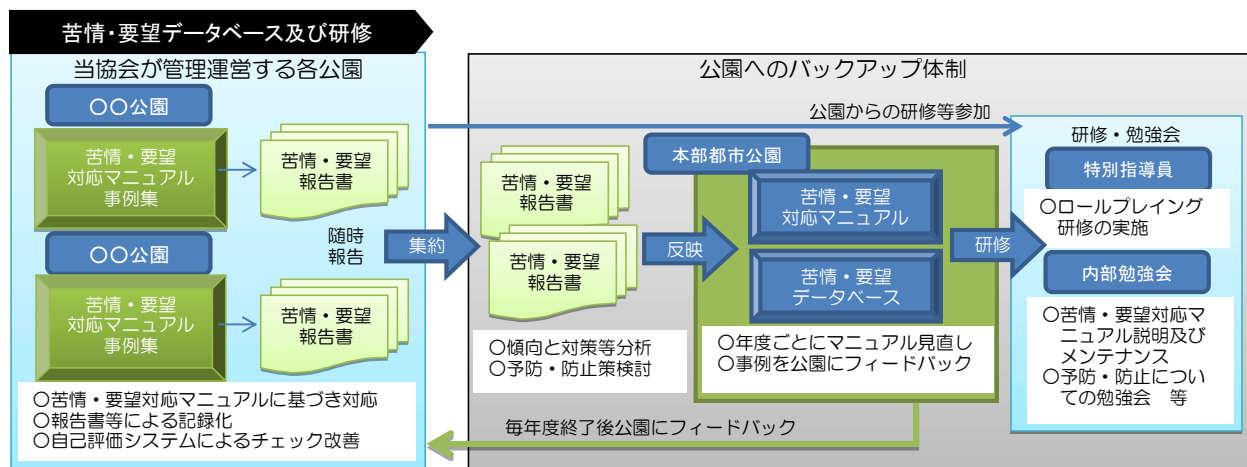 苦情・要望データベース及び研修
当協会が管理運営する各公園
〇〇公園
苦情・要望
対応マニュアル
事例集
苦情・要望
報告書
〇〇公園
苦情・要望
対応マニュアル
事例集
苦情・要望
報告書
随時
報告
〇苦情・要望対応マニュアルに基づき対応
〇報告書等による記録化
〇自己評価システムによるチェック改善
集約
公園へのバックアップ体制
公園からの研修等参加
苦情・要望
報告書
苦情・要望
報告書
〇傾向と対策等分析
〇予防・防止策検討
反映
本部都市公園
苦情・要望
対応マニュアル
苦情・要望
データベース
〇年度ごとにマニュアル見直し
〇事例を公園にフィードバック
研修
研修・勉強会
特別指導員
〇ロールプレイング
研修の実施
内部勉強会
〇苦情・要望対応マ
ニュアル説明及び
メンテナンス
〇予防・防止につい
ての勉強会　等
毎年度終了後公園にフィードバック